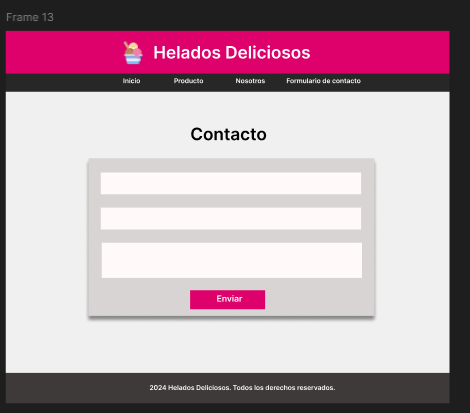 Frame 13
Helados Deliciosos
Inicio Producto Nosotros Formulario de contacto
Contacto
Enviar
2024 Helados Deliciosos. Todos los derechos reservados.